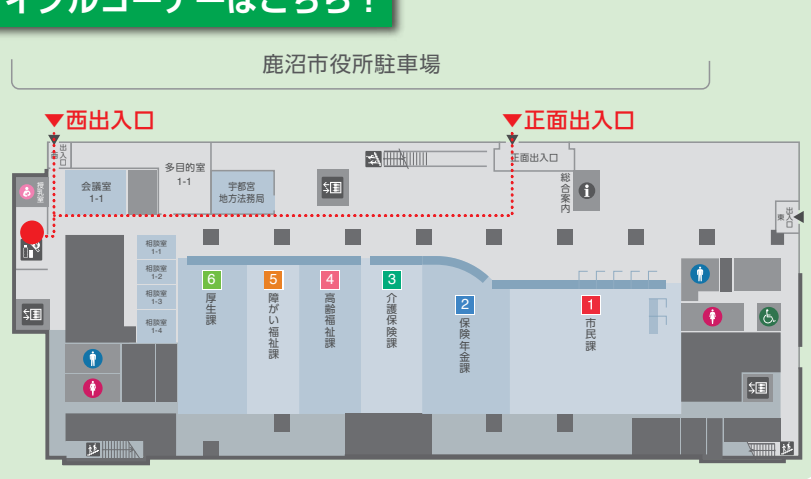 イクルコーナーはこちら！
鹿沼市役所駐車場
▼西出入口
▼正面出入口
西出入口
多目的室
1-1
正面出入口
会議室
1-1
宇都宮
地方法務局
総合案内
授乳室
東出入口
相談室
1-1
相談室
1-2
相談室
1-3
相談室
1-4
6
厚生課
5
障がい福祉課
4
高齢福祉課
3
介護保険課
2
保険年金課
1
市民課